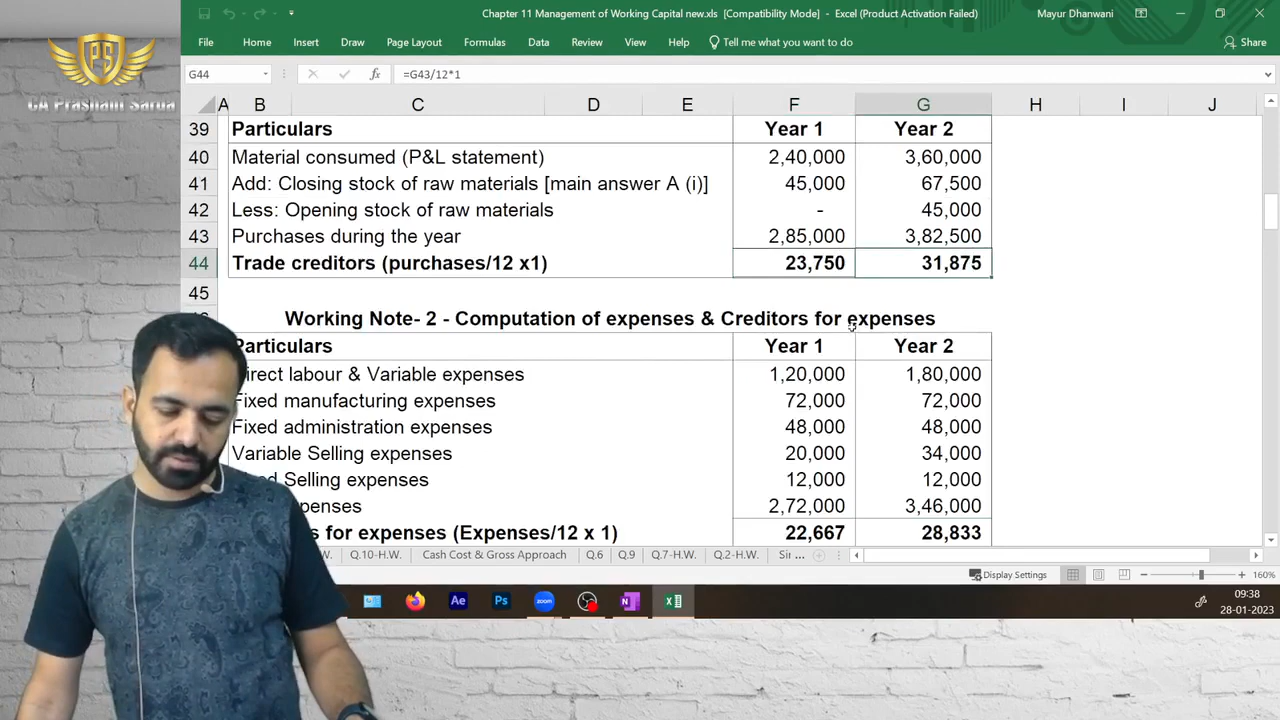 Chapter 11 Management of Working Capital new.xls [Compatibility Mode] - Excel (Product Activation Failed)
Mayur Dhanwani
File Home Insert Draw Page Layout Formulas Data Review View Help Tell me what you want to do Share
PS
CA Prashant Sarda
G44 fx =G43/12*1
A B C D E F G H I J
39 Particulars Year 1 Year 2
40 Material consumed (P&L statement) 2,40,000 3,60,000
41 Add: Closing stock of raw materials [main answer A (i)] 45,000 67,500
42 Less: Opening stock of raw materials - 45,000
43 Purchases during the year 2,85,000 3,82,500
44 Trade creditors (purchases/12 x1) 23,750 31,875
45
Working Note- 2 - Computation of expenses & Creditors for expenses
Particulars Year 1 Year 2
irect labour & Variable expenses 1,20,000 1,80,000
Fixed manufacturing expenses 72,000 72,000
Fixed administration expenses 48,000 48,000
Variable Selling expenses 20,000 34,000
Selling expenses 12,000 12,000
penses 2,72,000 3,46,000
s for expenses (Expenses/12 x 1) 22,667 28,833
.W. Q.10-H.W. Cash Cost & Gross Approach Q.6 Q.9 Q.7-H.W. Q.2-H.W. Sir ...
Display Settings 160%
Ae Ps zoom N X
09:38
28-01-2023